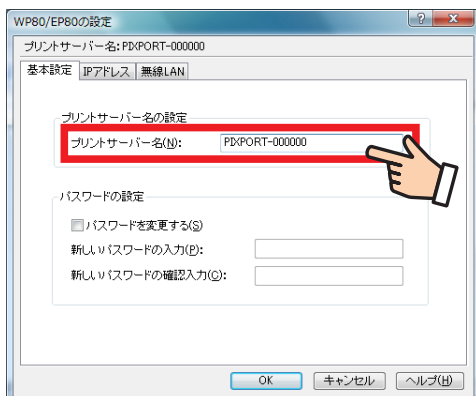 WP80/EP80の設定
プリントサーバー名:PIXPORT-000000
基本設定 IPアドレス 無線LAN
プリントサーバー名の設定
プリントサーバー名(N): PIXPORT-000000
パスワードの設定
パスワードを変更する(S)
新しいパスワードの入力(P):
新しいパスワードの確認入力(C):
OK キャンセル ヘルプ(H)